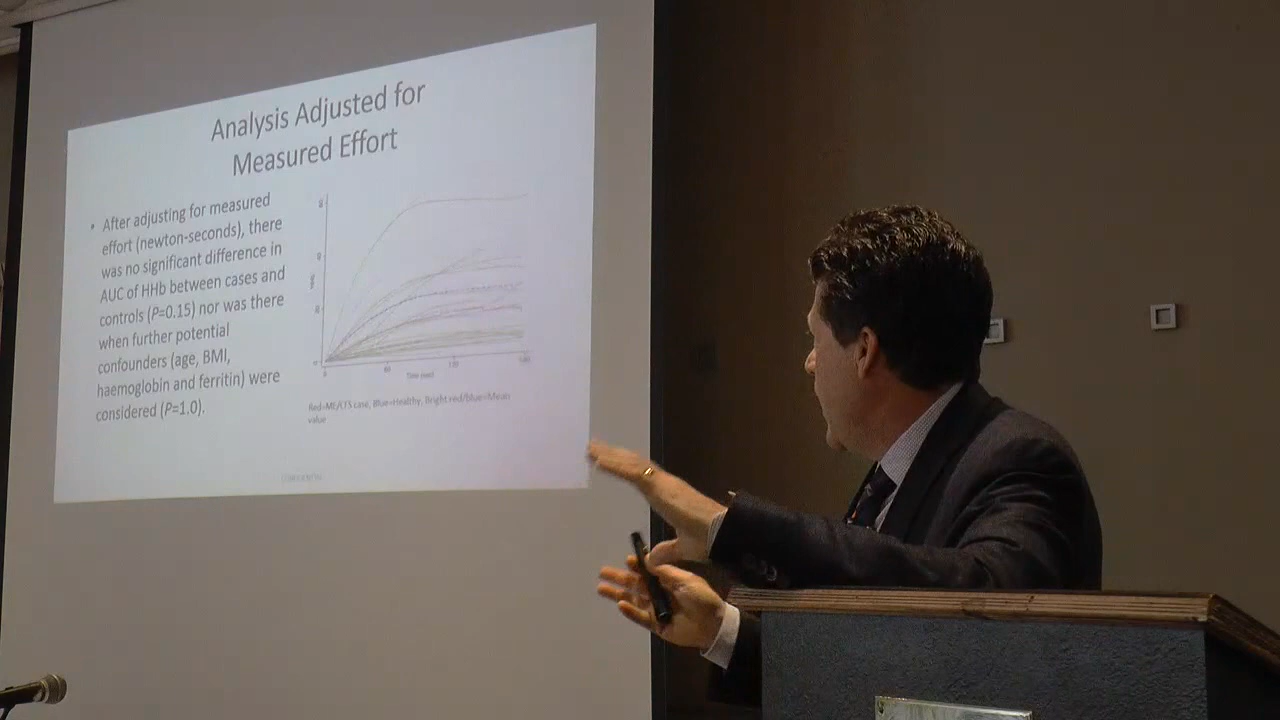 Analysis Adjusted for
Measured Effort
• After adjusting for measured
effort (newton-seconds), there
was no significant difference in
AUC of HHb between cases and
controls (P=0.15) nor was there
when further potential
confounders (age, BMI,
haemoglobin and ferritin) were
considered (P=1.0).
0
Red=ME/CFS case, Blue=Healthy, Bright red/blue=Mean
value